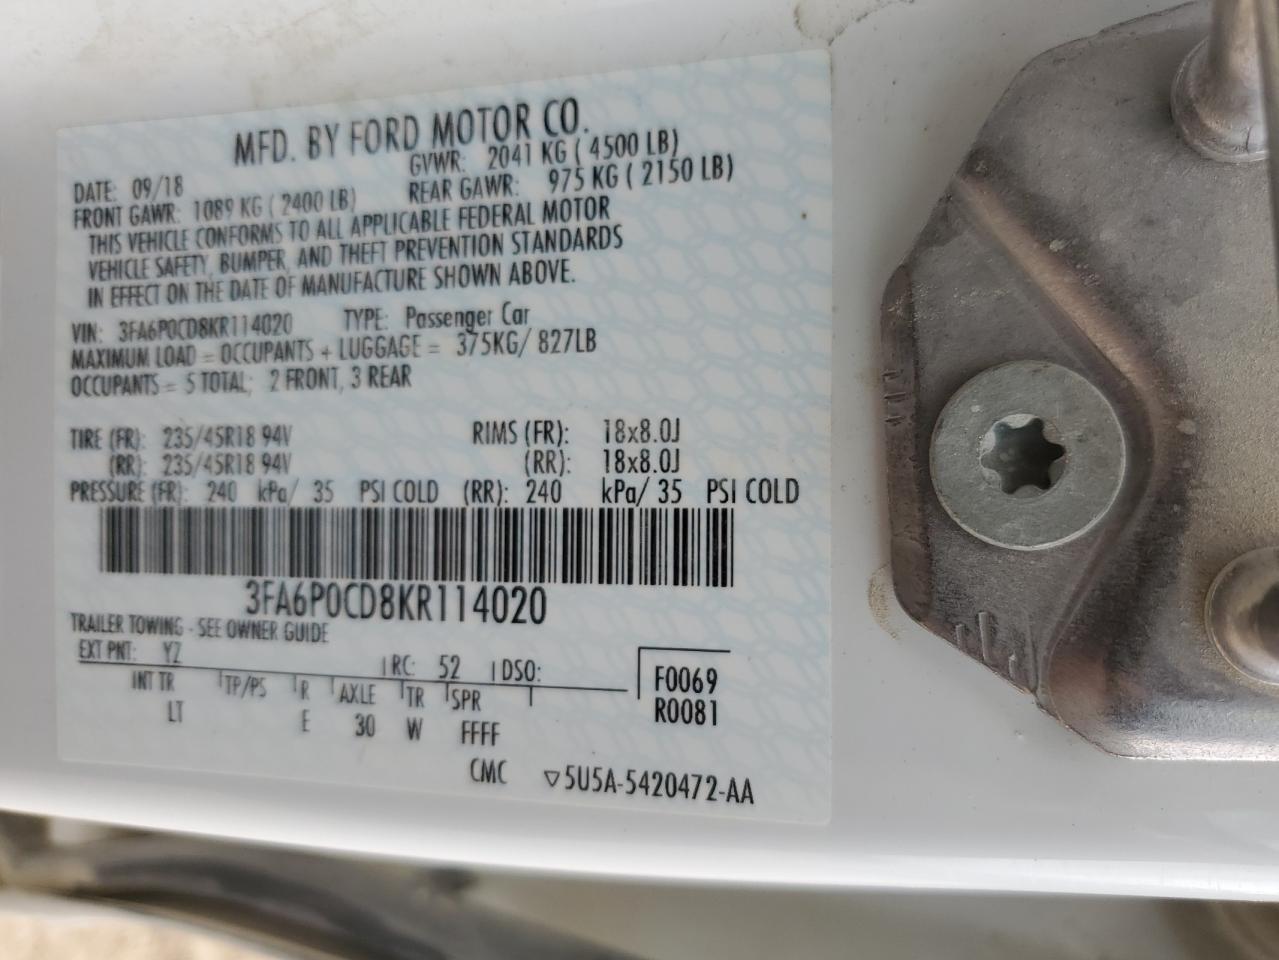 MFD. BY FORD MOTOR CO.
DATE: 09/18 GVWR: 2041 KG ( 4500 LB)
FRONT GAWR: 1089 KG ( 2400 LB) REAR GAWR: 975 KG ( 2150 LB)
THIS VEHICLE CONFORMS TO ALL APPLICABLE FEDERAL MOTOR
VEHICLE SAFETY, BUMPER, AND THEFT PREVENTION STANDARDS
IN EFFECT ON THE DATE OF MANUFACTURE SHOWN ABOVE.
VIN: 3FA6P0CD8KR114020 TYPE: Passenger Car
MAXIMUM LOAD = OCCUPANTS + LUGGAGE = 375KG/ 827LB
OCCUPANTS = 5 TOTAL; 2 FRONT, 3 REAR
TIRE (FR): 235/45R18 94V RIMS (FR): 18x8.0J
(RR): 235/45R18 94V (RR): 18x8.0J
PRESSURE (FR): 240 kPa/ 35 PSI COLD (RR): 240 kPa/ 35 PSI COLD
3FA6P0CD8KR114020
TRAILER TOWING - SEE OWNER GUIDE
EXT PNT: YZ RC: 52 DSO:
INT TR TP/PS R AXLE TR SPR
LT E 30 W FFFF
F0069
R0081
CMC ▽5U5A-5420472-AA